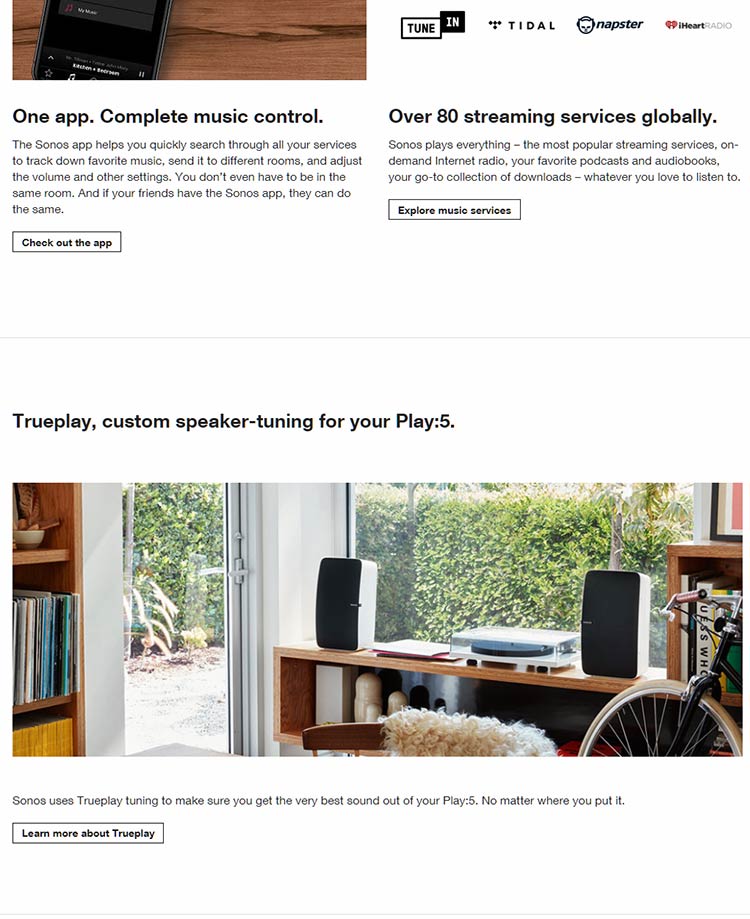 My Music
Kitchen + Bedroom
TUNE IN
TIDAL
napster
iHeartRADIO
One app. Complete music control.
The Sonos app helps you quickly search through all your services
to track down favorite music, send it to different rooms, and adjust
the volume and other settings. You don’t even have to be in the
same room. And if your friends have the Sonos app, they can do
the same.
Check out the app
Over 80 streaming services globally.
Sonos plays everything – the most popular streaming services, on-
demand Internet radio, your favorite podcasts and audiobooks,
your go-to collection of downloads – whatever you love to listen to.
Explore music services
Trueplay, custom speaker-tuning for your Play:5.
UESS WH
Sonos uses Trueplay tuning to make sure you get the very best sound out of your Play:5. No matter where you put it.
Learn more about Trueplay